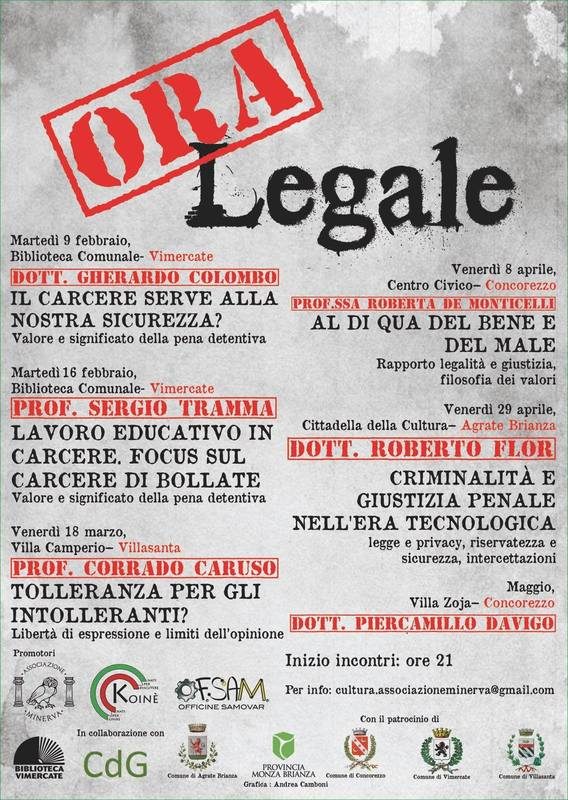 ORA
Legale
Martedì 9 febbraio,
Biblioteca Comunale- Vimercate
DOTT. GHERARDO COLOMBO
IL CARCERE SERVE ALLA
NOSTRA SICUREZZA?
Valore e significato della pena detentiva
Martedì 16 febbraio,
Biblioteca Comunale- Vimercate
PROF. SERGIO TRAMMA
LAVORO EDUCATIVO IN
CARCERE. FOCUS SUL
CARCERE DI BOLLATE
Valore e significato della pena detentiva
Venerdì 18 marzo,
Villa Camperio– Villasanta
PROF. CORRADO CARUSO
TOLLERANZA PER GLI
INTOLLERANTI?
Libertà di espressione e limiti dell'opinione
Venerdì 8 aprile,
Centro Civico– Concorezzo
PROF.SSA ROBERTA DE MONTICELLI
AL DI QUA DEL BENE E
DEL MALE
Rapporto legalità e giustizia,
filosofia dei valori
Venerdì 29 aprile,
Cittadella della Cultura– Agrate Brianza
DOTT. ROBERTO FLOR
CRIMINALITÀ E
GIUSTIZIA PENALE
NELL'ERA TECNOLOGICA
legge e privacy, riservatezza e
sicurezza, intercettazioni
Maggio,
Villa Zoja– Concorezzo
DOTT. PIERCAMILLO DAVIGO
Inizio incontri: ore 21
Per info: cultura.associazioneminerva@gmail.com
Promotori
ASSOCIAZIONE
MINERVA
KOINÈ
OF.SAM.
OFFICINE SAMOVAR
In collaborazione con
BIBLIOTECA
VIMERCATE
CdG
Con il patrocinio di
Comune di Agrate Brianza
PROVINCIA
MONZA BRIANZA
Comune di Concorezzo
Comune di Vimercate
Comune di Villasanta
Grafica : Andrea Camboni